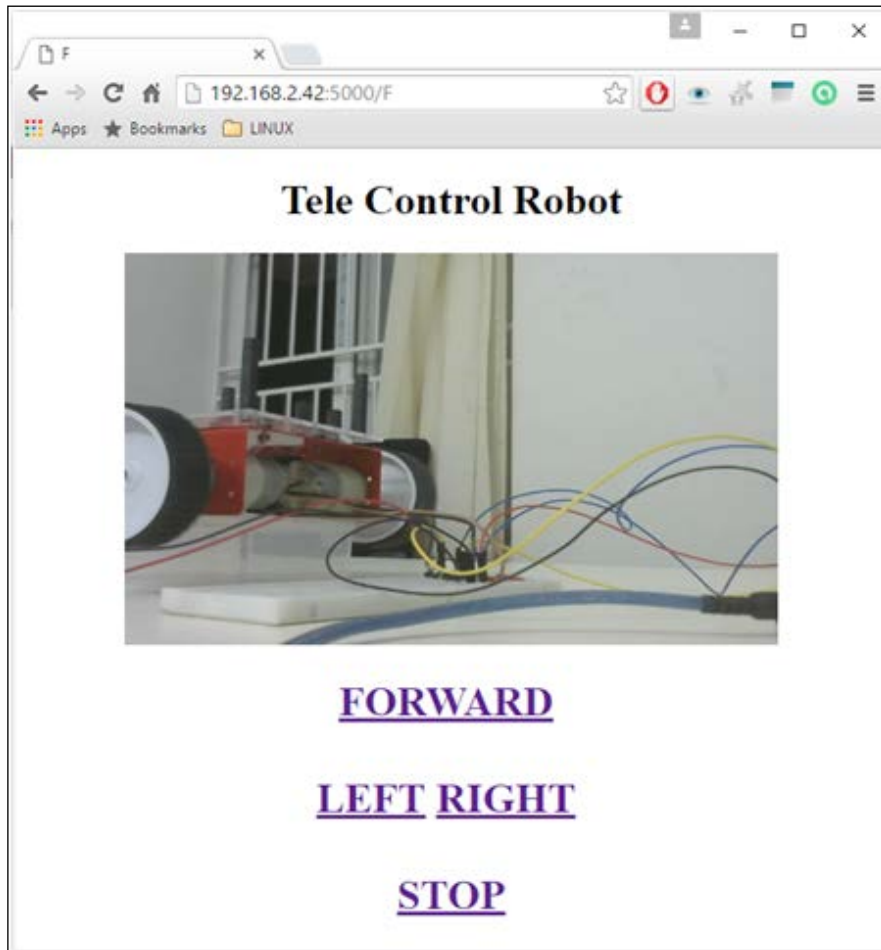 F
192.168.2.42:5000/F
Apps Bookmarks LINUX
Tele Control Robot
FORWARD
LEFT RIGHT
STOP